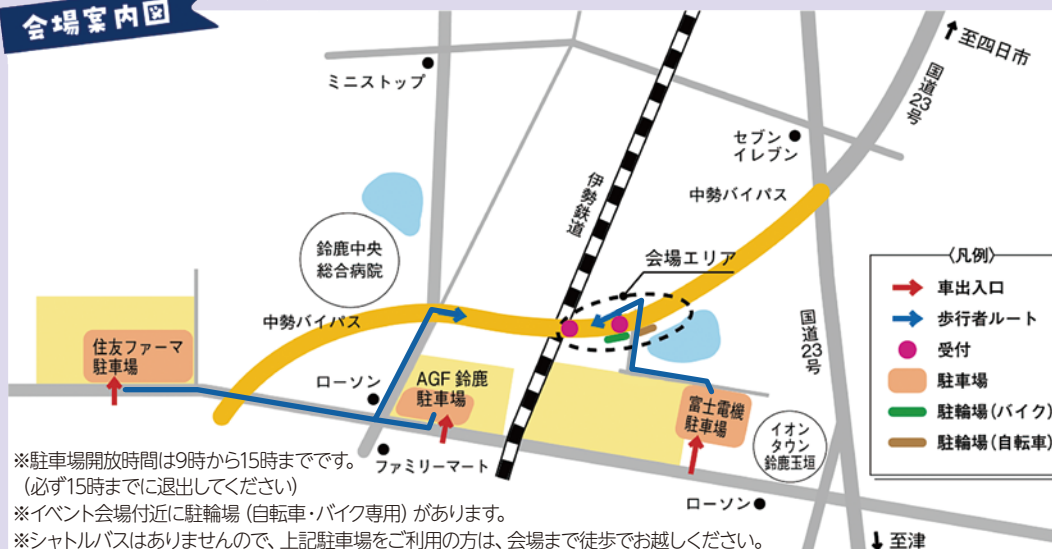 会場案内図
至四日市
国道23号
ミニストップ
セブン
イレブン
伊勢鉄道
中勢バイパス
鈴鹿中央
総合病院
会場エリア
〈凡例〉
車出入口
歩行者ルート
受付
駐車場
駐輪場(バイク)
駐輪場(自転車)
中勢バイパス
国道23号
住友ファーマ
駐車場
ローソン
AGF 鈴鹿
駐車場
富士電機
駐車場
イオン
タウン
鈴鹿玉垣
ファミリーマート
ローソン
至津
※駐車場開放時間は9時から15時までです。
(必ず15時までに退出してください)
※イベント会場付近に駐輪場(自転車・バイク専用)があります。
※シャトルバスはありませんので、上記駐車場をご利用の方は、会場まで徒歩でお越しください。